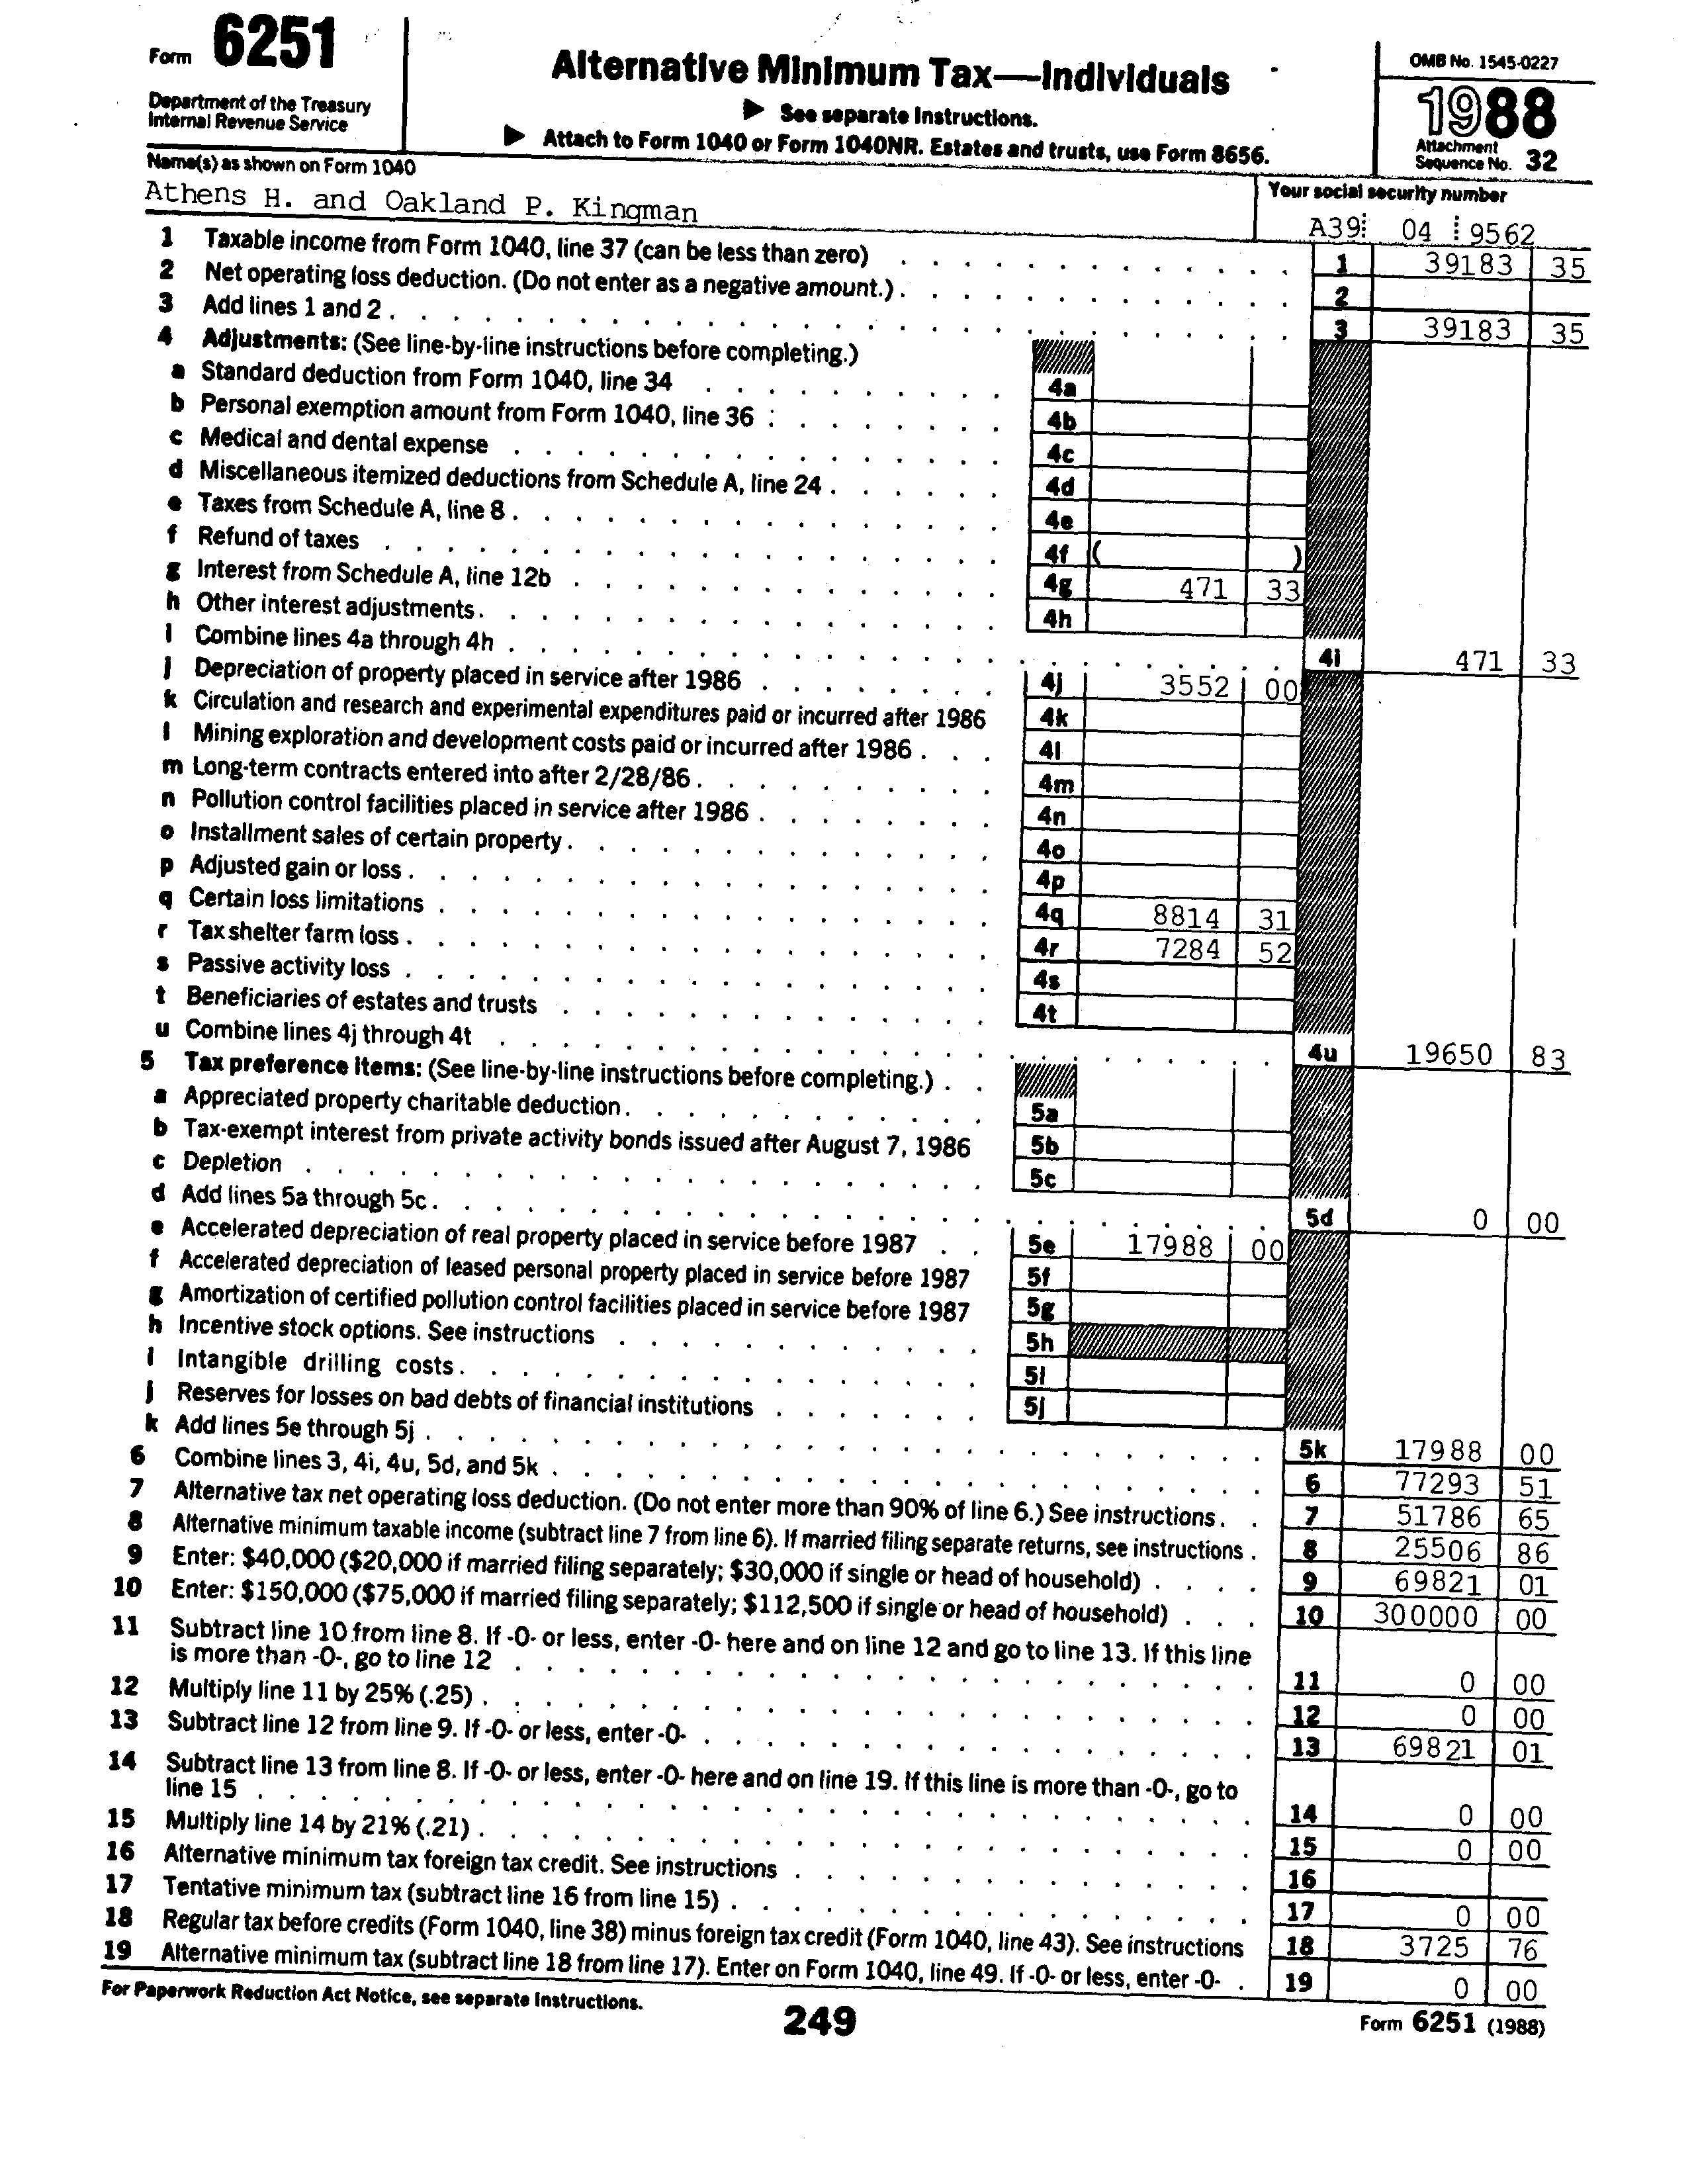 Form 6251
Department of the Treasury
Internal Revenue Service
Alternative Minimum Tax—Individuals
▶ See separate Instructions.
▶ Attach to Form 1040 or Form 1040NR. Estates and trusts, use Form 8656.
OMB No. 1545-0227
1988
Attachment
Sequence No. 32
Name(s) as shown on Form 1040
Your social security number
Athens H. and Oakland P. Kingman
A39 04 9562
1 Taxable income from Form 1040, line 37 (can be less than zero) 1 39183 35
2 Net operating loss deduction. (Do not enter as a negative amount.) 2
3 Add lines 1 and 2 3 39183 35
4 Adjustments: (See line-by-line instructions before completing.)
a Standard deduction from Form 1040, line 34 4a
b Personal exemption amount from Form 1040, line 36 4b
c Medical and dental expense 4c
d Miscellaneous itemized deductions from Schedule A, line 24 4d
e Taxes from Schedule A, line 8 4e
f Refund of taxes 4f ( )
g Interest from Schedule A, line 12b 4g 471 33
h Other interest adjustments 4h
i Combine lines 4a through 4h 4i 471 33
j Depreciation of property placed in service after 1986 4j 3552 00
k Circulation and research and experimental expenditures paid or incurred after 1986 4k
l Mining exploration and development costs paid or incurred after 1986 4l
m Long-term contracts entered into after 2/28/86 4m
n Pollution control facilities placed in service after 1986 4n
o Installment sales of certain property 4o
p Adjusted gain or loss 4p
q Certain loss limitations 4q 8814 31
r Tax shelter farm loss 4r 7284 52
s Passive activity loss 4s
t Beneficiaries of estates and trusts 4t
u Combine lines 4j through 4t 4u 19650 83
5 Tax preference items: (See line-by-line instructions before completing.)
a Appreciated property charitable deduction 5a
b Tax-exempt interest from private activity bonds issued after August 7, 1986 5b
c Depletion 5c
d Add lines 5a through 5c 5d 0 00
e Accelerated depreciation of real property placed in service before 1987 5e 17988 00
f Accelerated depreciation of leased personal property placed in service before 1987 5f
g Amortization of certified pollution control facilities placed in service before 1987 5g
h Incentive stock options. See instructions 5h
i Intangible drilling costs 5i
j Reserves for losses on bad debts of financial institutions 5j
k Add lines 5e through 5j 5k 17988 00
6 Combine lines 3, 4i, 4u, 5d, and 5k 6 77293 51
7 Alternative tax net operating loss deduction. (Do not enter more than 90% of line 6.) See instructions 7 51786 65
8 Alternative minimum taxable income (subtract line 7 from line 6). If married filing separate returns, see instructions 8 25506 86
9 Enter: $40,000 ($20,000 if married filing separately; $30,000 if single or head of household) 9 69821 01
10 Enter: $150,000 ($75,000 if married filing separately; $112,500 if single or head of household) 10 300000 00
11 Subtract line 10 from line 8. If -0- or less, enter -0- here and on line 12 and go to line 13. If this line
is more than -0-, go to line 12 11 0 00
12 Multiply line 11 by 25% (.25) 12 0 00
13 Subtract line 12 from line 9. If -0- or less, enter -0- 13 69821 01
14 Subtract line 13 from line 8. If -0- or less, enter -0- here and on line 19. If this line is more than -0-, go to
line 15 14 0 00
15 Multiply line 14 by 21% (.21) 15 0 00
16 Alternative minimum tax foreign tax credit. See instructions 16
17 Tentative minimum tax (subtract line 16 from line 15) 17 0 00
18 Regular tax before credits (Form 1040, line 38) minus foreign tax credit (Form 1040, line 43). See instructions 18 3725 76
19 Alternative minimum tax (subtract line 18 from line 17). Enter on Form 1040, line 49. If -0- or less, enter -0- 19 0 00
For Paperwork Reduction Act Notice, see separate Instructions.
249
Form 6251 (1988)